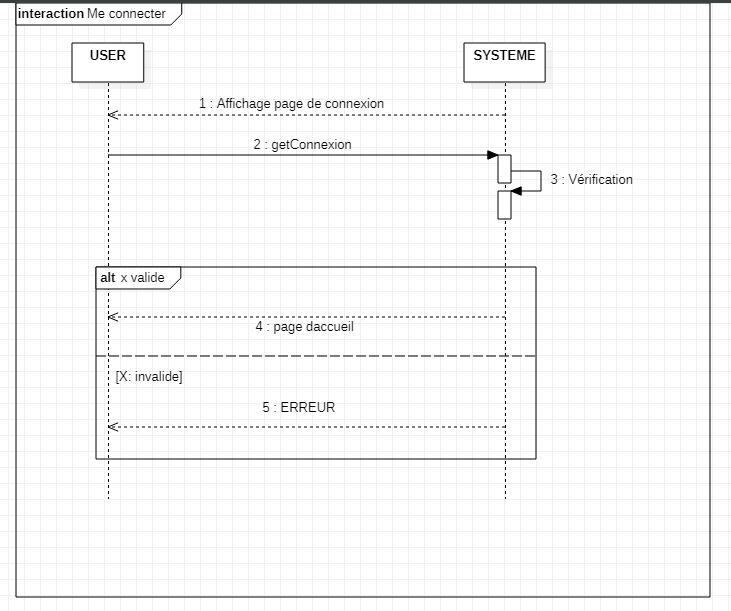 interaction Me connecter
USER
SYSTEME
1 : Affichage page de connexion
2 : getConnexion
3 : Vérification
alt x valide
4 : page daccueil
[X: invalide]
5 : ERREUR